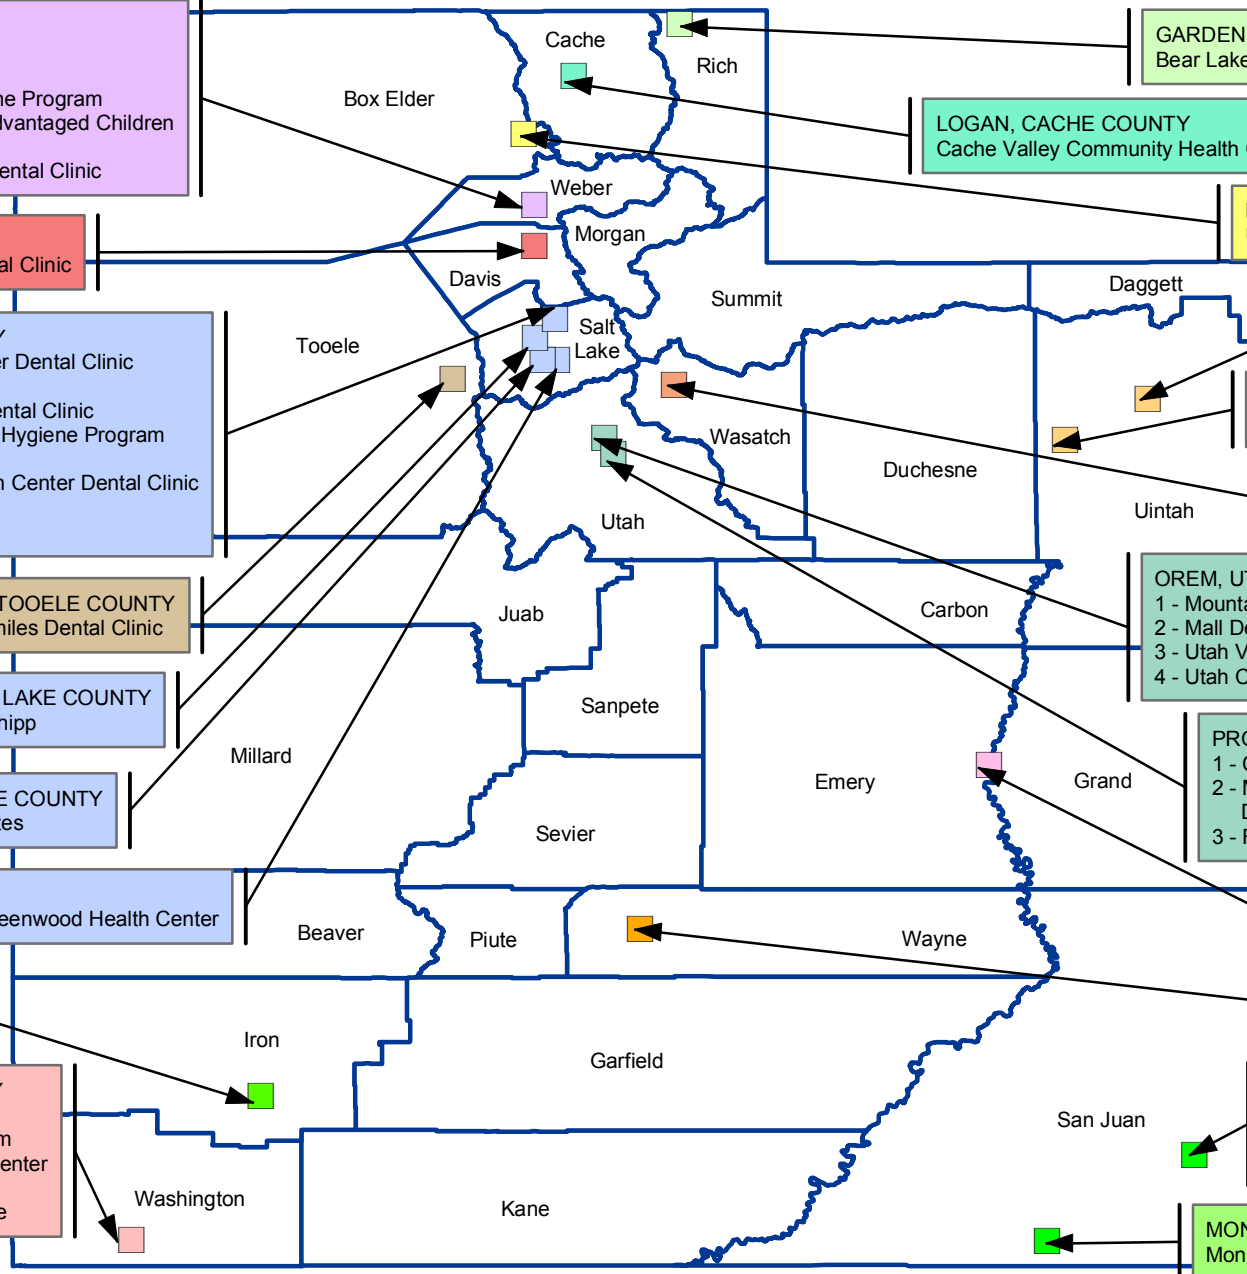 ne Program
dvantaged Children
ental Clinic
al Clinic
Y
er Dental Clinic
ental Clinic
Hygiene Program
n Center Dental Clinic
TOOELE COUNTY
miles Dental Clinic
LAKE COUNTY
hipp
E COUNTY
tes
eenwood Health Center
Y
m
enter
e
Cache
Rich
Box Elder
Weber
Morgan
Davis
Summit
Daggett
Salt
Lake
Tooele
Wasatch
Duchesne
Uintah
Utah
Juab
Carbon
Sanpete
Millard
Emery
Grand
Sevier
Beaver
Piute
Wayne
Iron
Garfield
San Juan
Washington
Kane
GARDEN
Bear Lake
LOGAN, CACHE COUNTY
Cache Valley Community Health
OREM, UT
1 - Mounta
2 - Mall De
3 - Utah V
4 - Utah C
PRO
1 - C
2 - M
D
3 - F
MON
Mon